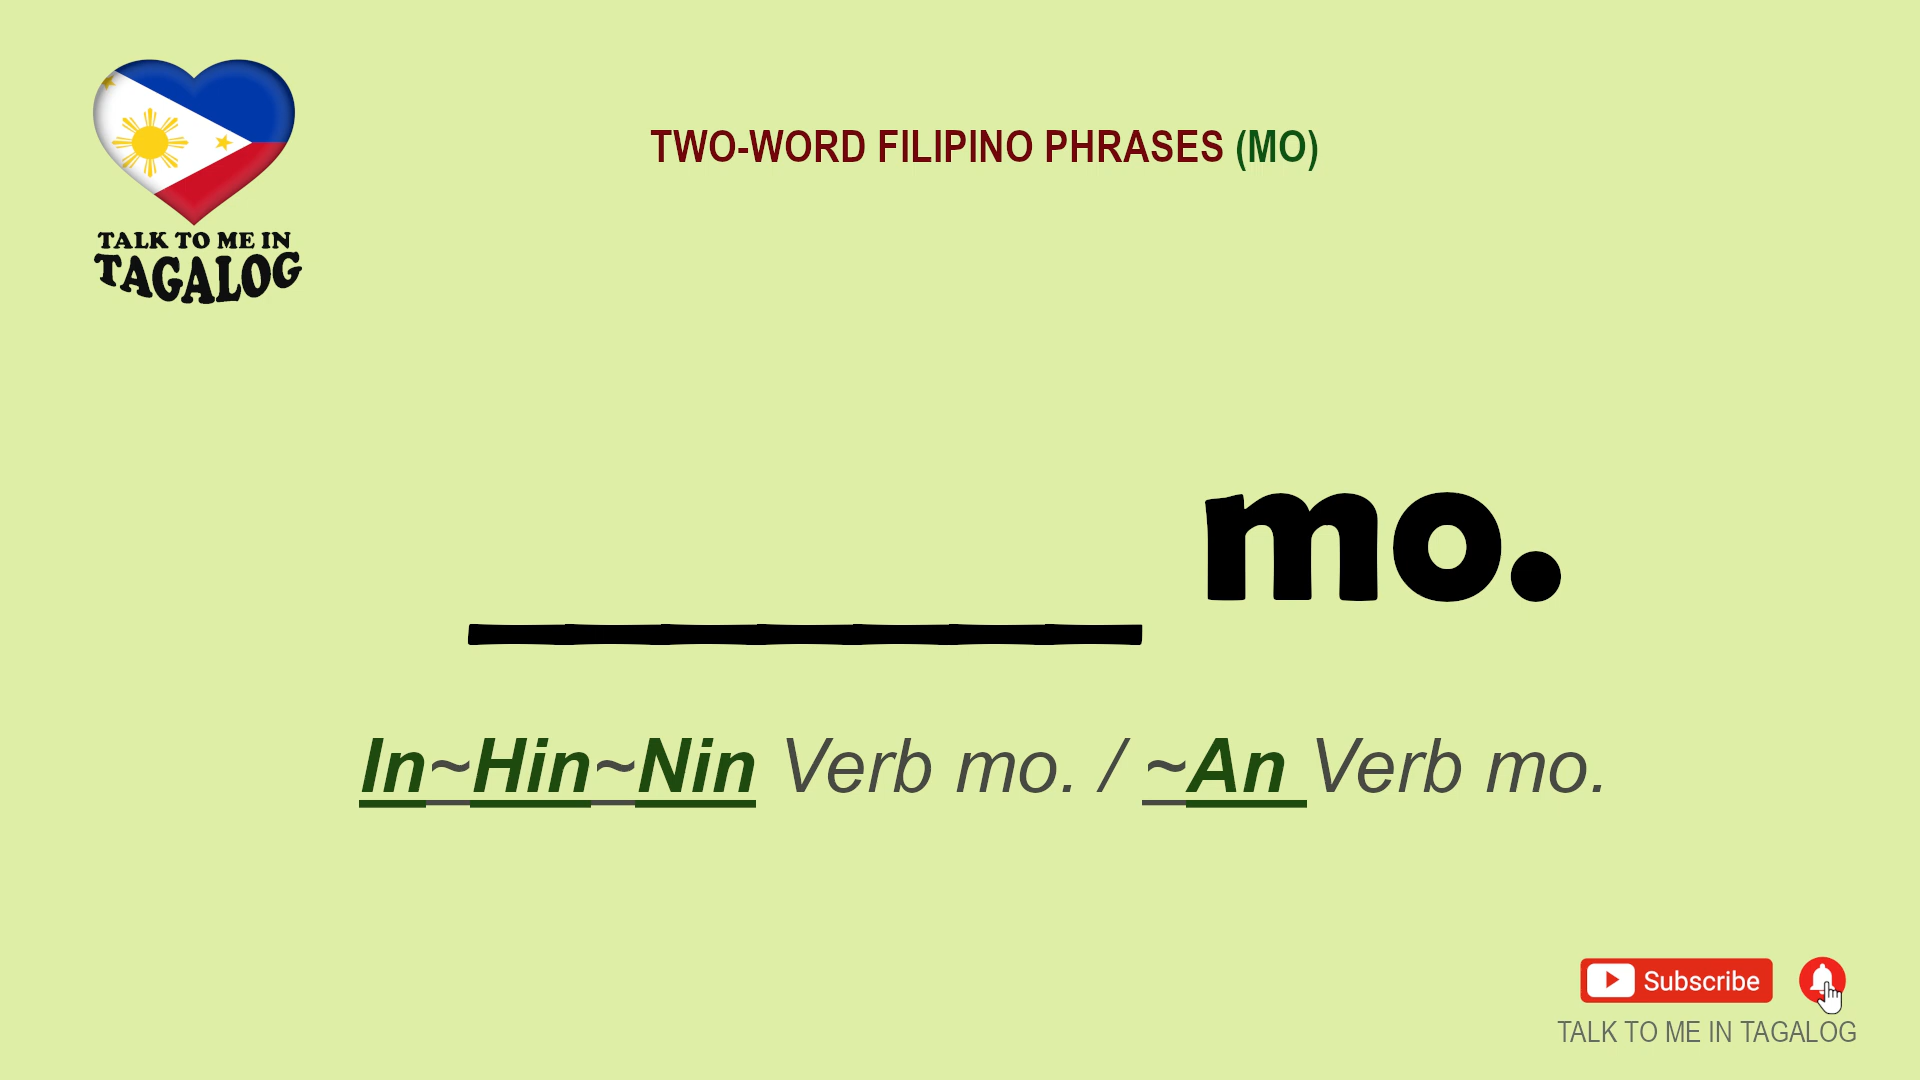 TALK TO ME IN
TAGALOG
TWO-WORD FILIPINO PHRASES (MO)
_______ mo.
In~Hin~Nin Verb mo. / ~An Verb mo.
Subscribe
TALK TO ME IN TAGALOG